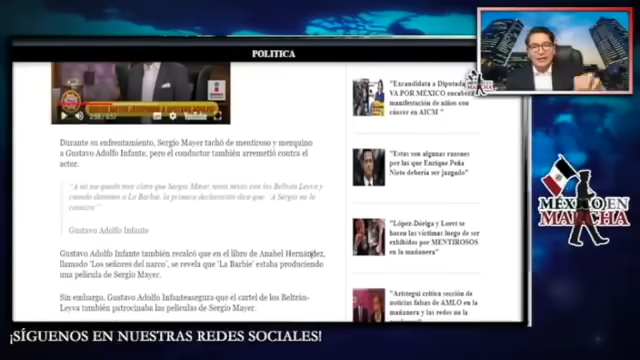 POLITICA
Durante su enfrentamiento, Sergio Mayer tachó de mentiroso y mezquino
a Gustavo Adolfo Infante, pero el conductor también arremetió contra el
actor.
"A mí me queda muy claro que Sergio Mayer tenía nexos con los Beltrán Leyva y
cuando detienen a La Barbie, la primera declaración dice que 'A Sergio no lo
conozco'"
Gustavo Adolfo Infante
Gustavo Adolfo Infante también recalcó que en el libro de Anabel Hernández,
llamado 'Los señores del narco', se revela que 'La Barbie' estaba produciendo
una película de Sergio Mayer.
Sin embargo, Gustavo Adolfo Infanteasegura que el cartel de los Beltrán-
Leyva también patrocinaba las películas de Sergio Mayer.
"Excandidata a Diputada
VA POR MÉXICO encabeza
manifestación de niños con
cáncer en AICM "
"Estas son algunas razones
por las que Enrique Peña
Nieto debería ser juzgado"
"López-Dóriga y Loret se
hacen las víctimas luego de ser
exhibidos por MENTIROSOS
en la mañanera"
"Aristegui critica sección de
noticias falsas de AMLO en la
mañanera y las redes no la
MÉXICO EN
MARCHA
¡SÍGUENOS EN NUESTRAS REDES SOCIALES!